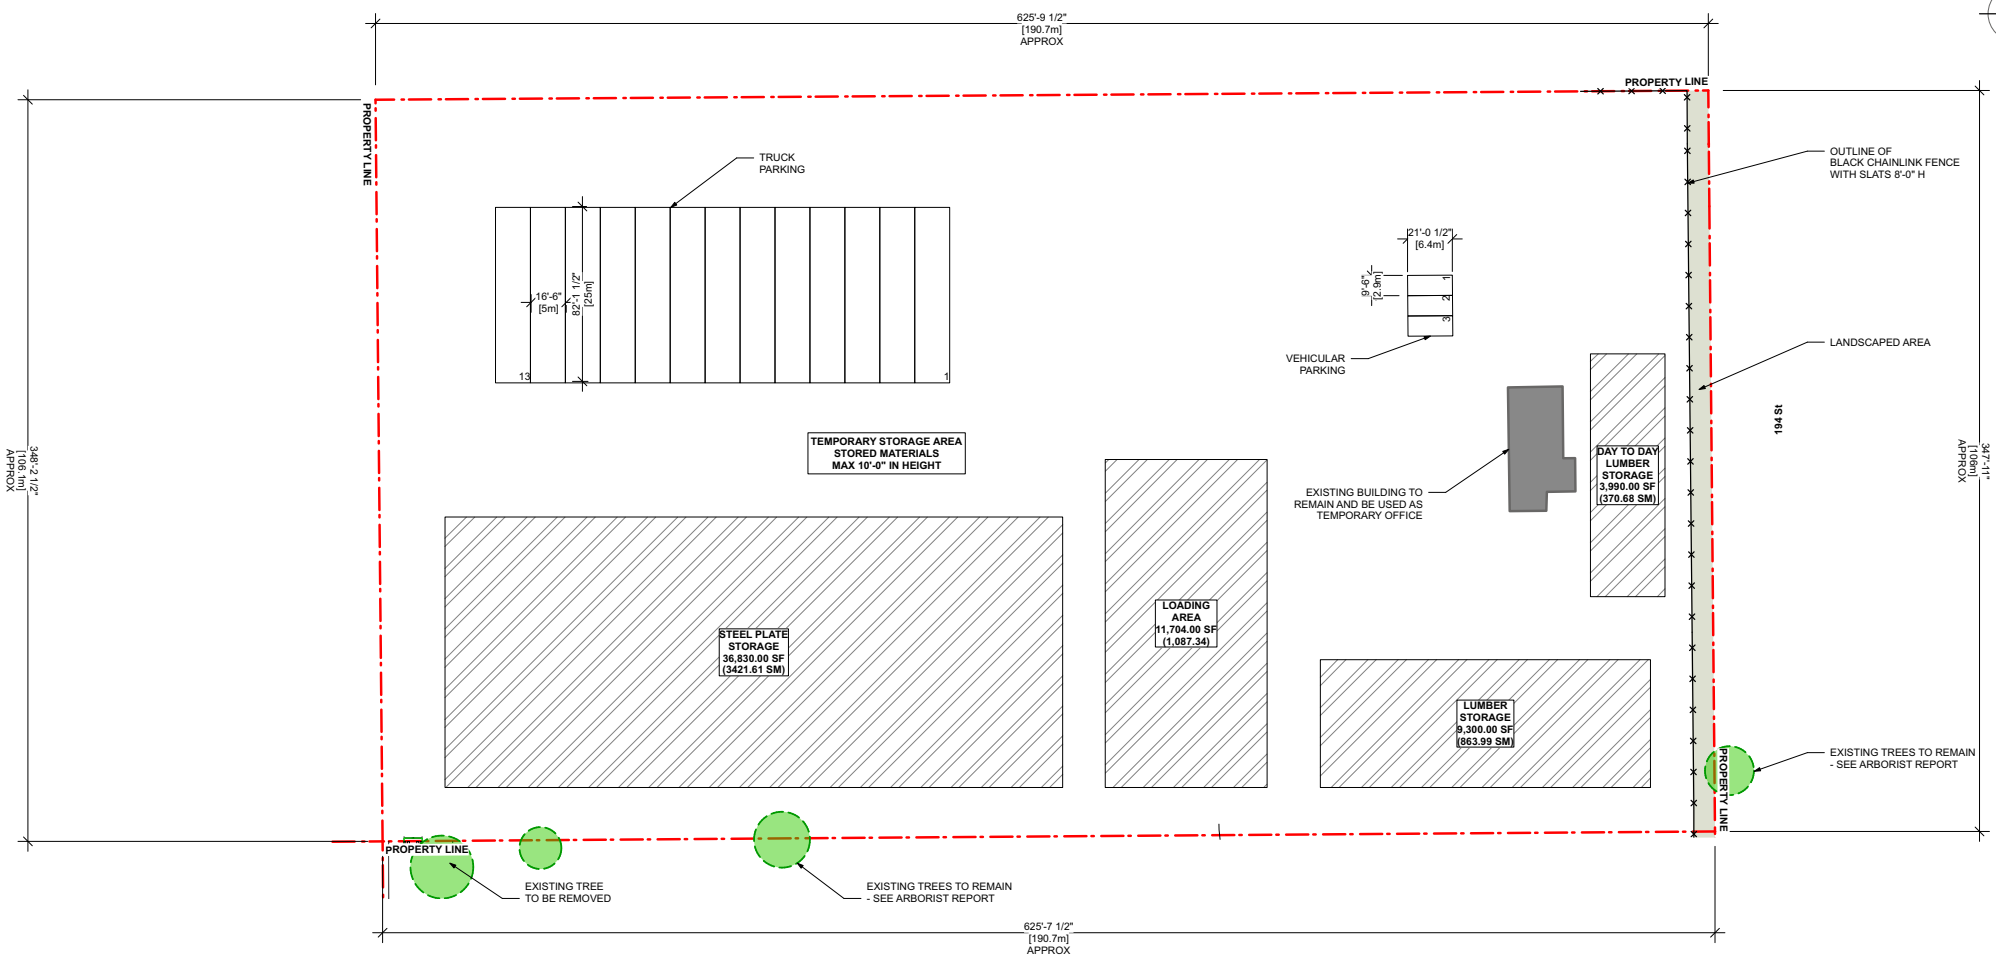 625'-9 1/2"
[190.7m]
APPROX
PROPERTY LINE
PROPERTY LINE
TRUCK
PARKING
OUTLINE OF
BLACK CHAINLINK FENCE
WITH SLATS 8'-0" H
21'-0 1/2"
[6.4m]
9'-6"
[2.9m]
1
2
3
16'-6"
[5m]
82'-1 1/2"
[25m]
13
1
VEHICULAR
PARKING
LANDSCAPED AREA
194 St
348'-2 1/2"
[106.1m]
APPROX
347'-11"
[106m]
APPROX
TEMPORARY STORAGE AREA
STORED MATERIALS
MAX 10'-0" IN HEIGHT
DAY TO DAY
LUMBER
STORAGE
3,990.00 SF
(370.68 SM)
EXISTING BUILDING TO
REMAIN AND BE USED AS
TEMPORARY OFFICE
STEEL PLATE
STORAGE
36,830.00 SF
(3421.61 SM)
LOADING
AREA
11,704.00 SF
(1,087.34)
LUMBER
STORAGE
9,300.00 SF
(863.99 SM)
EXISTING TREES TO REMAIN
- SEE ARBORIST REPORT
PROPERTY LINE
PROPERTY LINE
EXISTING TREE
TO BE REMOVED
EXISTING TREES TO REMAIN
- SEE ARBORIST REPORT
625'-7 1/2"
[190.7m]
APPROX